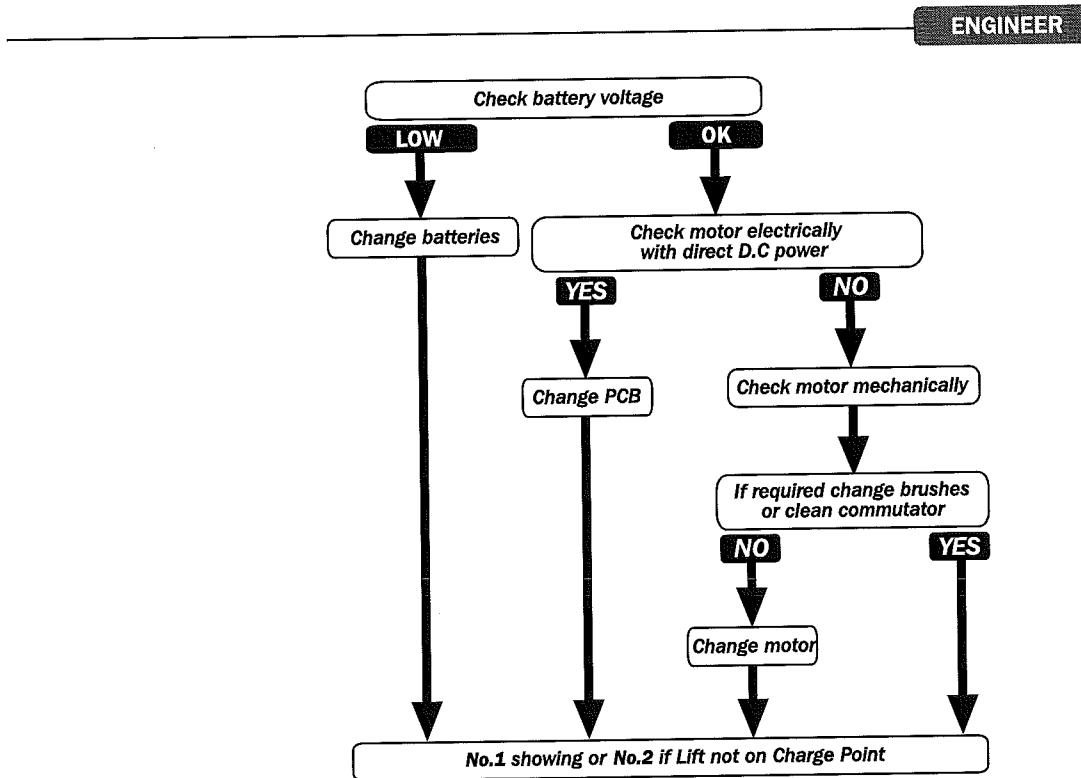 ENGINEER
Check battery voltage
LOW
OK
Change batteries
Check motor electrically
with direct D.C power
YES
NO
Change PCB
Check motor mechanically
If required change brushes
or clean commutator
NO
YES
Change motor
No.1 showing or No.2 if Lift not on Charge Point